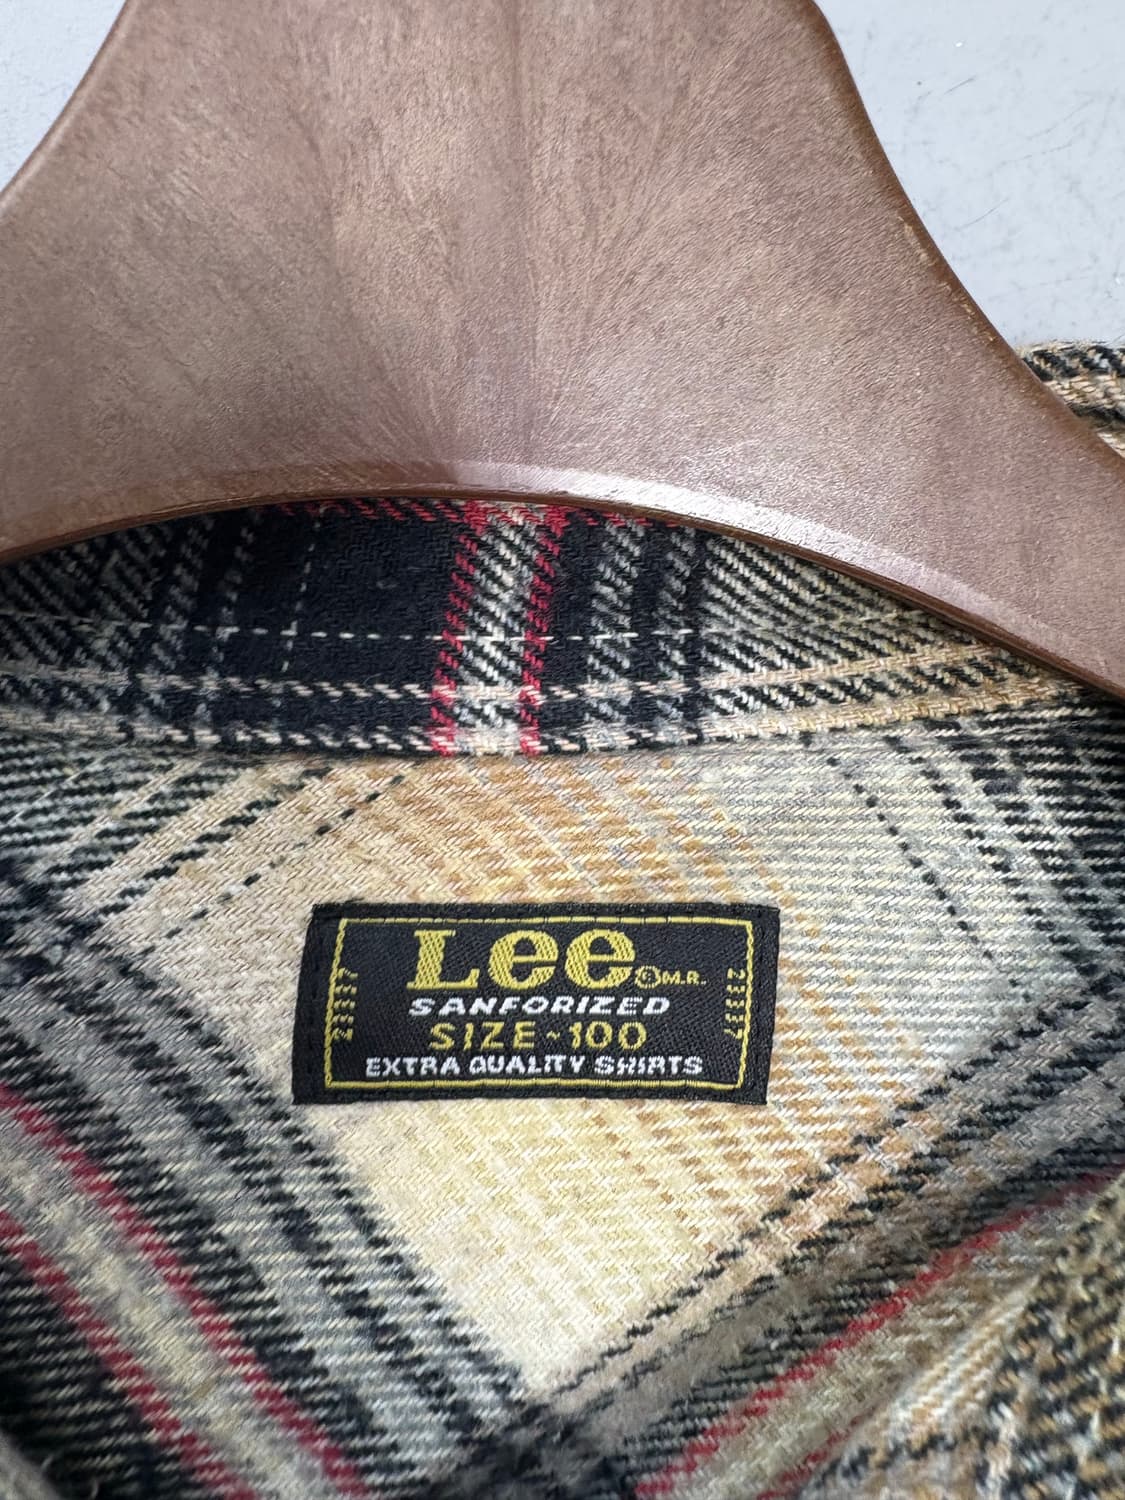 Lee ® M.R.
SANFORIZED
SIZE-100
EXTRA QUALITY SHIRTS